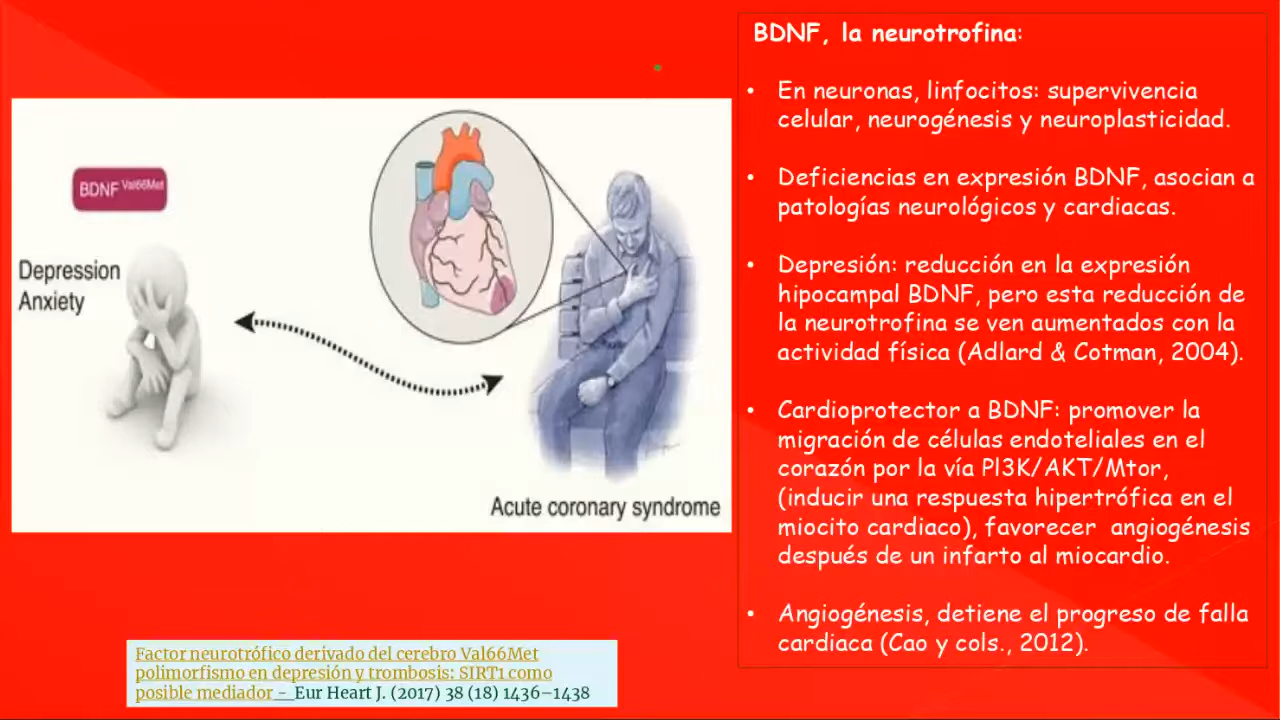 BDNF, la neurotrofina:
• En neuronas, linfocitos: supervivencia
celular, neurogénesis y neuroplasticidad.
• Deficiencias en expresión BDNF, asocian a
patologías neurológicos y cardiacas.
• Depresión: reducción en la expresión
hipocampal BDNF, pero esta reducción de
la neurotrofina se ven aumentados con la
actividad física (Adlard & Cotman, 2004).
• Cardioprotector a BDNF: promover la
migración de células endoteliales en el
corazón por la vía Pl3K/AKT/Mtor,
(inducir una respuesta hipertrófica en el
miocito cardiaco), favorecer angiogénesis
después de un infarto al miocardio.
• Angiogénesis, detiene el progreso de falla
cardiaca (Cao y cols., 2012).
BDNF Val66Met
Depression
Anxiety
Acute coronary syndrome
Factor neurotrófico derivado del cerebro Val66Met
polimorfismo en depresión y trombosis: SIRT1 como
posible mediador - Eur Heart J. (2017) 38 (18) 1436–1438